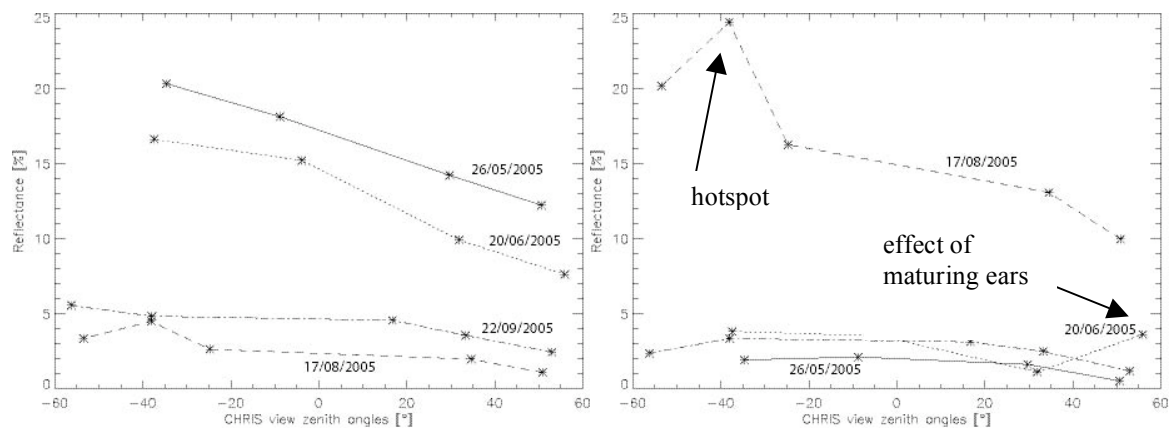 25
20
15
10
5
0
Reflectance [%]
26/05/2005
20/06/2005
22/09/2005
17/08/2005
-60 -40 -20 0 20 40 60
CHRIS view zenith angles [°]
25
20
15
10
5
0
Reflectance [%]
hotspot
17/08/2005
effect of
maturing ears
20/06/2005
26/05/2005
-60 -40 -20 0 20 40 60
CHRIS view zenith angles [°]